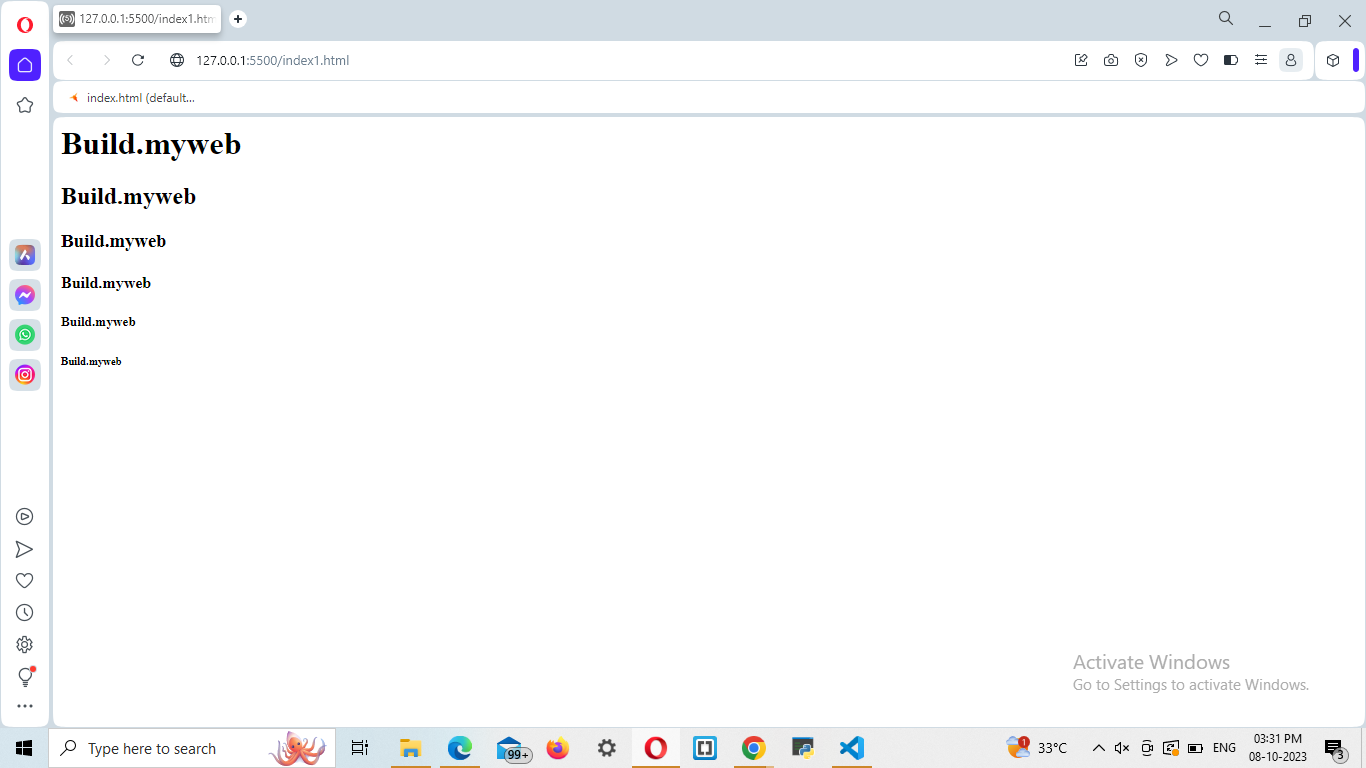 127.0.0.1:5500/index1.htm
127.0.0.1:5500/index1.html
index.html (default...
Build.myweb
Build.myweb
Build.myweb
Build.myweb
Build.myweb
Build.myweb
Activate Windows
Go to Settings to activate Windows.
Type here to search
99+
1
33°C
ENG
03:31 PM
08-10-2023
3